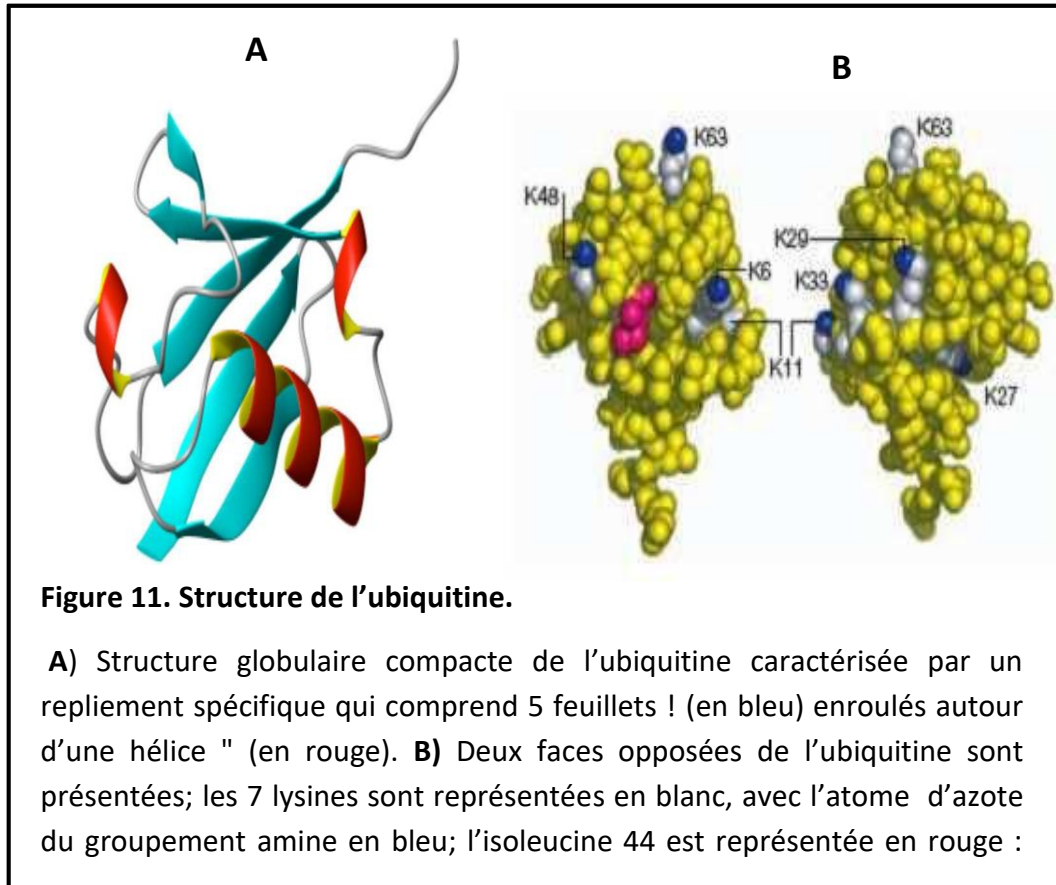 A
B
K63
K63
K48
K29
K6
K33
K11
K27
Figure 11. Structure de l’ubiquitine.
A) Structure globulaire compacte de l’ubiquitine caractérisée par un
repliement spécifique qui comprend 5 feuillets ! (en bleu) enroulés autour
d’une hélice " (en rouge). B) Deux faces opposées de l’ubiquitine sont
présentées; les 7 lysines sont représentées en blanc, avec l’atome d’azote
du groupement amine en bleu; l’isoleucine 44 est représentée en rouge :